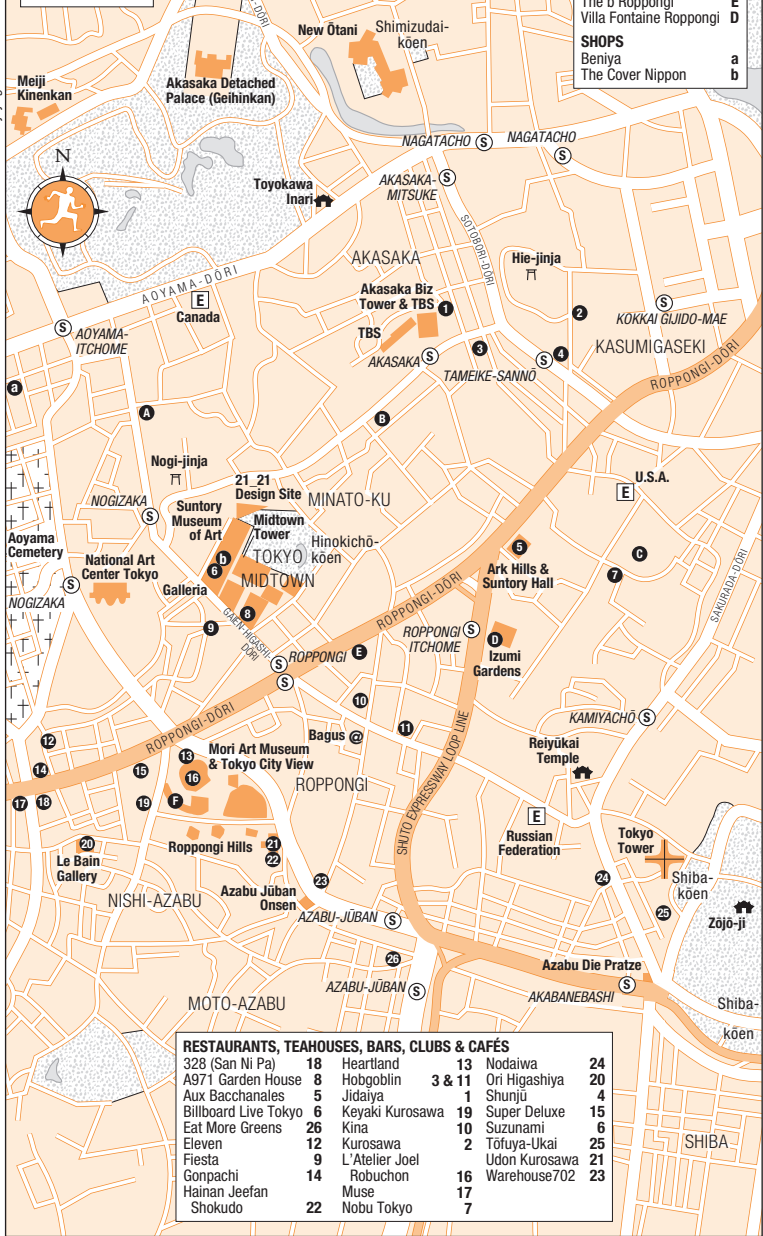 The b Roppongi E
Villa Fontaine Roppongi D
SHOPS
Beniya a
The Cover Nippon b
New Ōtani
Shimizudai-
kōen
-DŌRI
Meiji
Kinenkan
Akasaka Detached
Palace (Geihinkan)
N
NAGATACHO S
NAGATACHO
S
Toyokawa
Inari
AKASAKA-
MITSUKE
S
SOTOBORI-DŌRI
AKASAKA
Hie-jinja
AOYAMA-DŌRI
E
Canada
Akasaka Biz
Tower & TBS
1
TBS
2
S
KOKKAI GIJIDO-MAE
S
AOYAMA-
ITCHOME
AKASAKA S
3
TAMEIKE-SANNŌ
S
4
KASUMIGASEKI
ROPPONGI-DŌRI
a
A
B
Nogi-jinja
21_21
Design Site
MINATO-KU
U.S.A.
E
NOGIZAKA
S
Suntory
Museum
of Art
Midtown
Tower
Hinokichō-
kōen
TOKYO
MIDTOWN
b
6
5
Ark Hills &
Suntory Hall
C
7
SAKURADA-DŌRI
Aoyama
Cemetery
National Art
Center Tokyo
NOGIZAKA
S
Galleria
8
9
GAIEN-HIGASHI-
DŌRI
ROPPONGI-DŌRI
ROPPONGI
ITCHOME
S
D
Izumi
Gardens
S
ROPPONGI
E
S
10
KAMIYACHŌ S
ROPPONGI-DŌRI
Bagus @
11
12
13
Mori Art Museum
& Tokyo City View
Reiyūkai
Temple
14
15
16
ROPPONGI
SHUTO EXPRESSWAY LOOP LINE
17
18
19
F
E
Russian
Federation
Tokyo
Tower
20
Le Bain
Gallery
Roppongi Hills
21
22
Shiba-
kōen
24
23
NISHI-AZABU
Azabu Jūban
Onsen
25
Zōjō-ji
AZABU-JŪBAN
S
26
Azabu Die Pratze
AZABU-JŪBAN
S
S
AKABANEBASHI
MOTO-AZABU
Shiba-
kōen
SHIBA
RESTAURANTS, TEAHOUSES, BARS, CLUBS & CAFÉS
328 (San Ni Pa) 18
A971 Garden House 8
Aux Bacchanales 5
Billboard Live Tokyo 6
Eat More Greens 26
Eleven 12
Fiesta 9
Gonpachi 14
Hainan Jeefan
Shokudo 22
Heartland 13
Hobgoblin 3 & 11
Jidaiya 1
Keyaki Kurosawa 19
Kina 10
Kurosawa 2
L'Atelier Joel
Robuchon 16
Muse 17
Nobu Tokyo 7
Nodaiwa 24
Ori Higashiya 20
Shunjū 4
Super Deluxe 15
Suzunami 6
Tōfuya-Ukai 25
Udon Kurosawa 21
Warehouse702 23